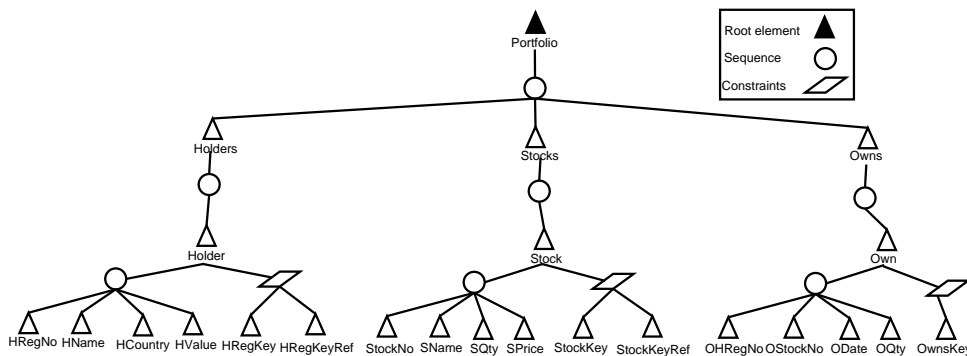 Root element
Portfolio
Sequence
Constraints
Holders
Stocks
Owns
Holder
Stock
Own
HRegNo
HName
HCountry
HValue
HRegKey
HRegKeyRef
StockNo
SName
SQty
SPrice
StockKey
StockKeyRef
OHRegNo
OStockNo
ODate
OQty
OwnsKey